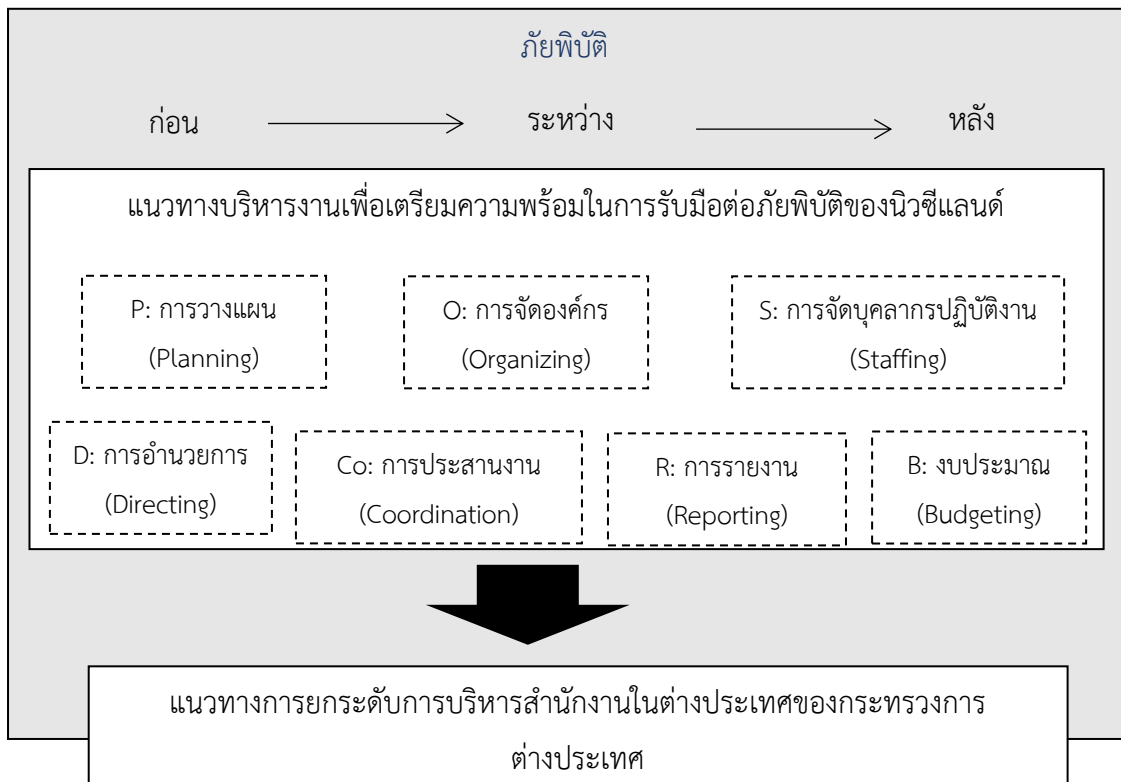 ภัยพิบัติ
ก่อน ระหว่าง หลัง
แนวทางบริหารงานเพื่อเตรียมความพร้อมในการรับมือต่อภัยพิบัติของนิวซีแลนด์
P: การวางแผน
(Planning)
O: การจัดองค์กร
(Organizing)
S: การจัดบุคลากรปฏิบัติงาน
(Staffing)
D: การอำนวยการ
(Directing)
Co: การประสานงาน
(Coordination)
R: การรายงาน
(Reporting)
B: งบประมาณ
(Budgeting)
แนวทางการยกระดับการบริหารสำนักงานในต่างประเทศของกระทรวงการ
ต่างประเทศ